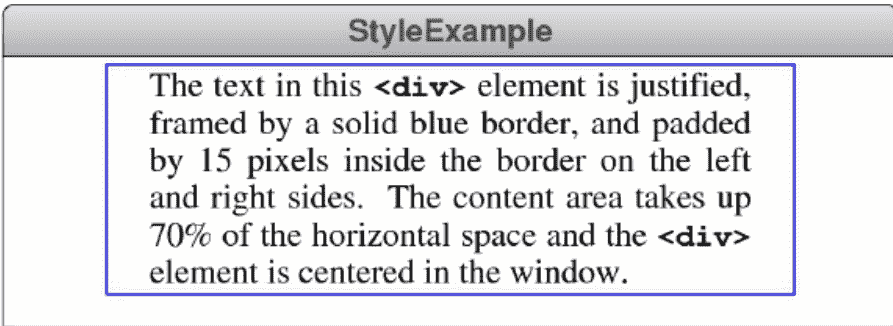 StyleExample
The text in this <div> element is justified,
framed by a solid blue border, and padded
by 15 pixels inside the border on the left
and right sides. The content area takes up
70% of the horizontal space and the <div>
element is centered in the window.